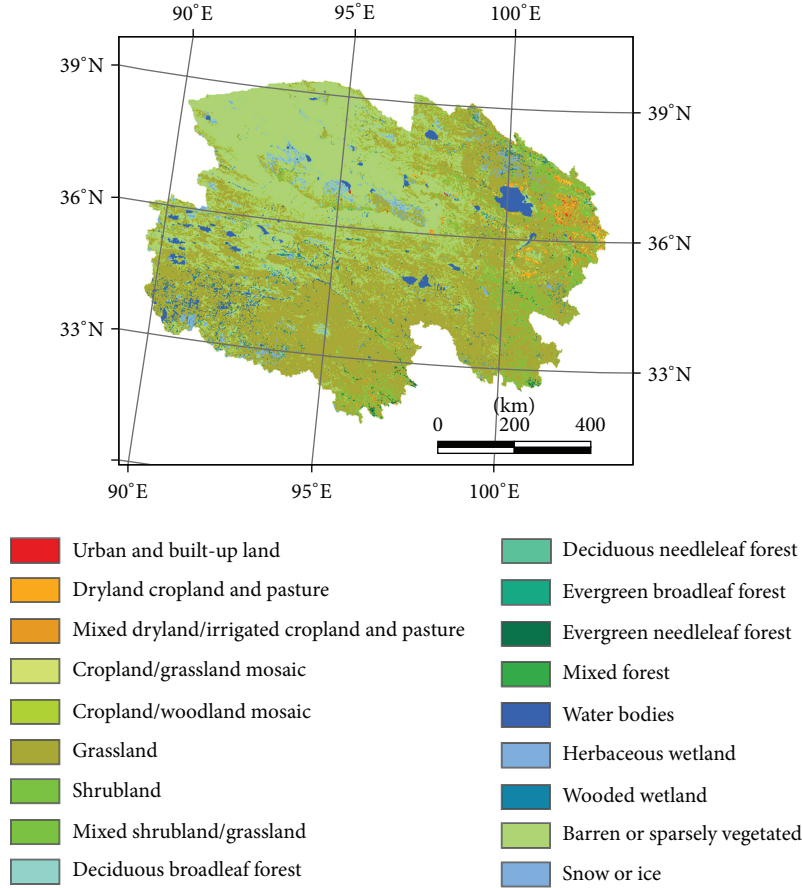 90˚E 95˚E 100˚E
39˚N
39˚N
36˚N
36˚N
33˚N
33˚N
(km)
0 200 400
90˚E 95˚E 100˚E
Urban and built-up land
Dryland cropland and pasture
Mixed dryland/irrigated cropland and pasture
Cropland/grassland mosaic
Cropland/woodland mosaic
Grassland
Shrubland
Mixed shrubland/grassland
Deciduous broadleaf forest
Deciduous needleleaf forest
Evergreen broadleaf forest
Evergreen needleleaf forest
Mixed forest
Water bodies
Herbaceous wetland
Wooded wetland
Barren or sparsely vegetated
Snow or ice